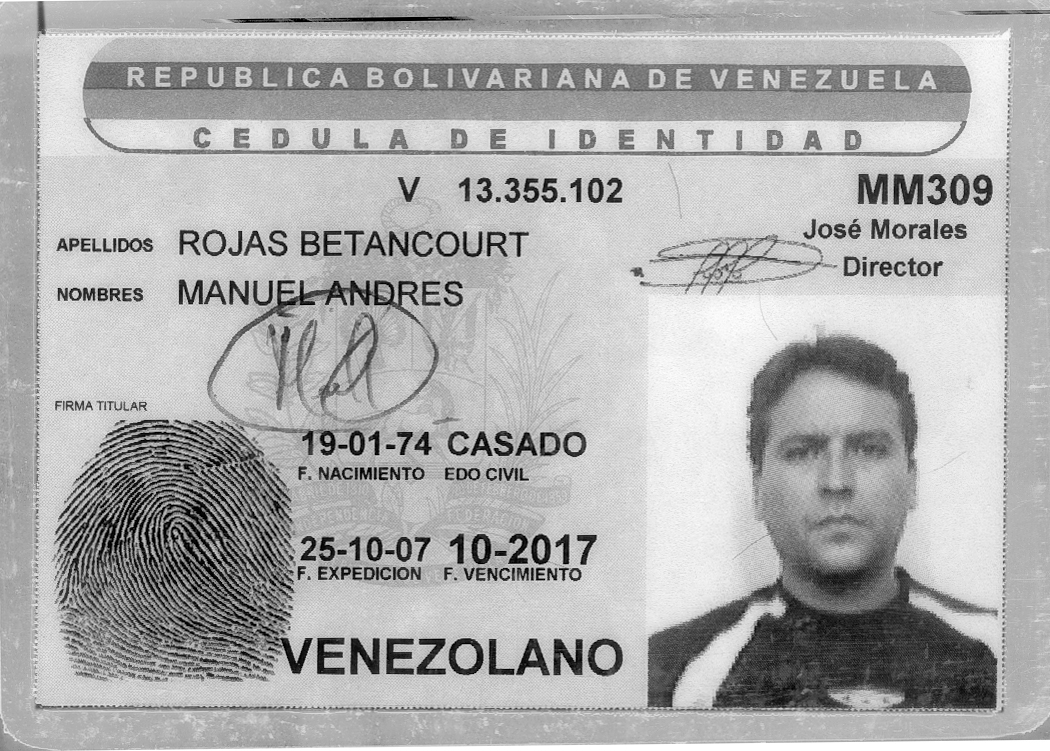 REPUBLICA BOLIVARIANA DE VENEZUELA
CEDULA DE IDENTIDAD
V 13.355.102
MM309
José Morales
Director
APELLIDOS ROJAS BETANCOURT
NOMBRES MANUEL ANDRES
FIRMA TITULAR
19-01-74 CASADO
F. NACIMIENTO EDO CIVIL
25-10-07 10-2017
F. EXPEDICION F. VENCIMIENTO
VENEZOLANO